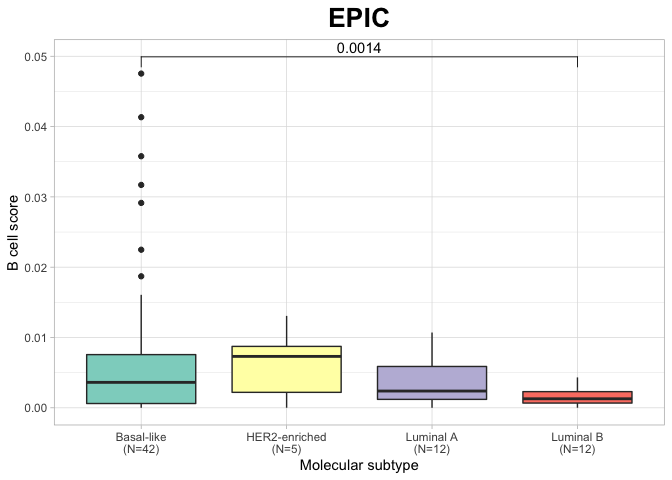 EPIC
0.0014
0.05
0.04
0.03
0.02
0.01
0.00
B cell score
Basal-like
(N=42)
HER2-enriched
(N=5)
Luminal A
(N=12)
Luminal B
(N=12)
Molecular subtype